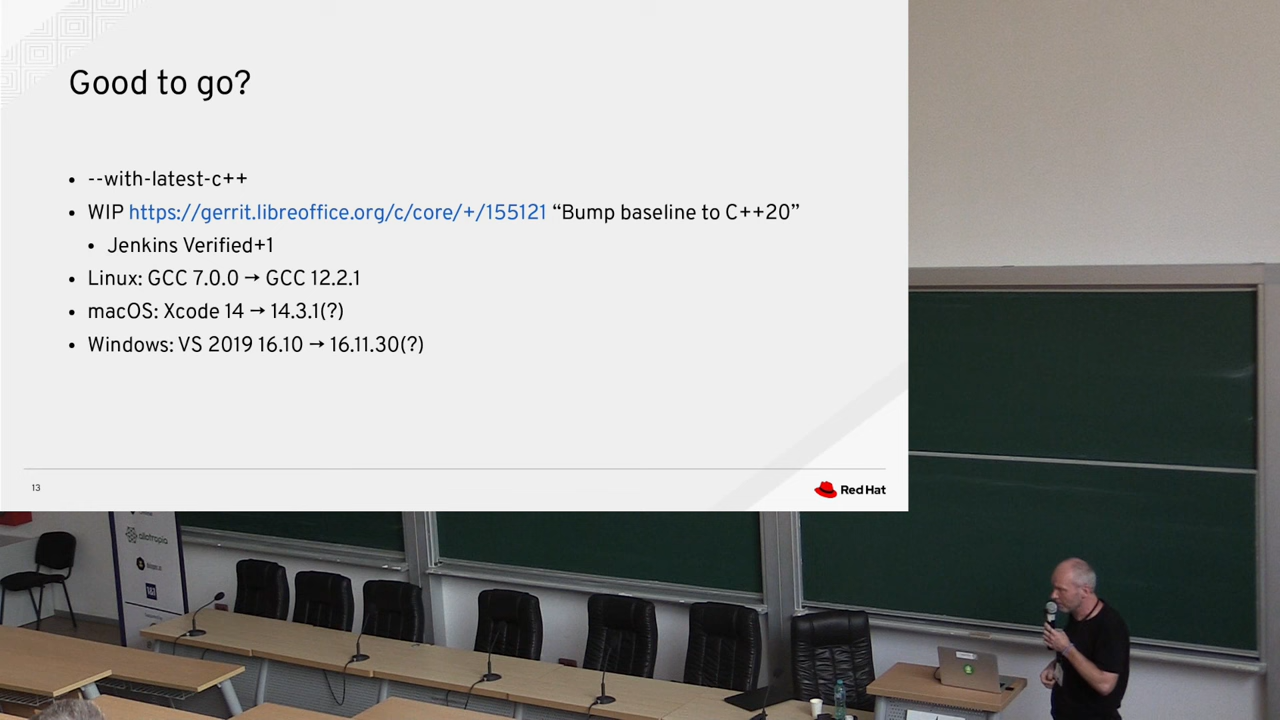 Good to go?
• --with-latest-c++
• WIP https://gerrit.libreoffice.org/c/core/+/155121 “Bump baseline to C++20”
• Jenkins Verified+1
• Linux: GCC 7.0.0 → GCC 12.2.1
• macOS: Xcode 14 → 14.3.1(?)
• Windows: VS 2019 16.10 → 16.11.30(?)
13
Red Hat
allotropia